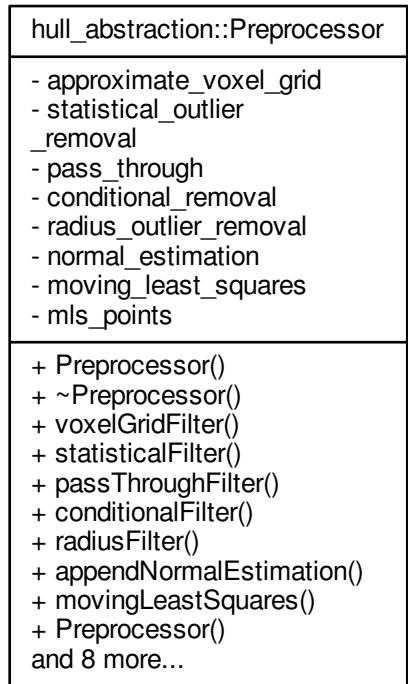 hull_abstraction::Preprocessor
- approximate_voxel_grid
- statistical_outlier
_removal
- pass_through
- conditional_removal
- radius_outlier_removal
- normal_estimation
- moving_least_squares
- mls_points
+ Preprocessor()
+ ~Preprocessor()
+ voxelGridFilter()
+ statisticalFilter()
+ passThroughFilter()
+ conditionalFilter()
+ radiusFilter()
+ appendNormalEstimation()
+ movingLeastSquares()
+ Preprocessor()
and 8 more...